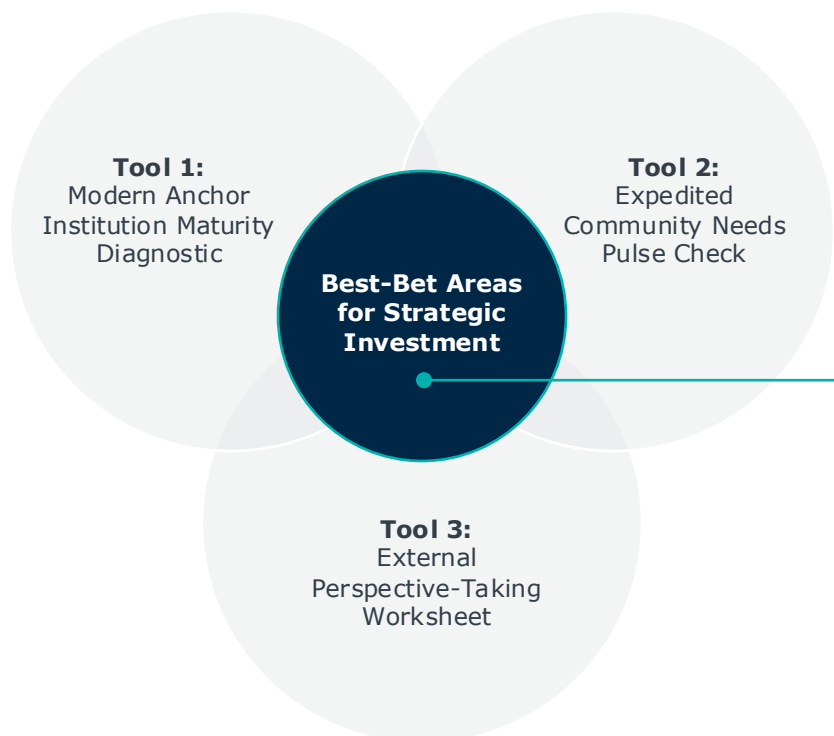 Tool 1:
Modern Anchor
Institution Maturity
Diagnostic
Tool 2:
Expedited
Community Needs
Pulse Check
Best-Bet Areas
for Strategic
Investment
Tool 3:
External
Perspective-Taking
Worksheet